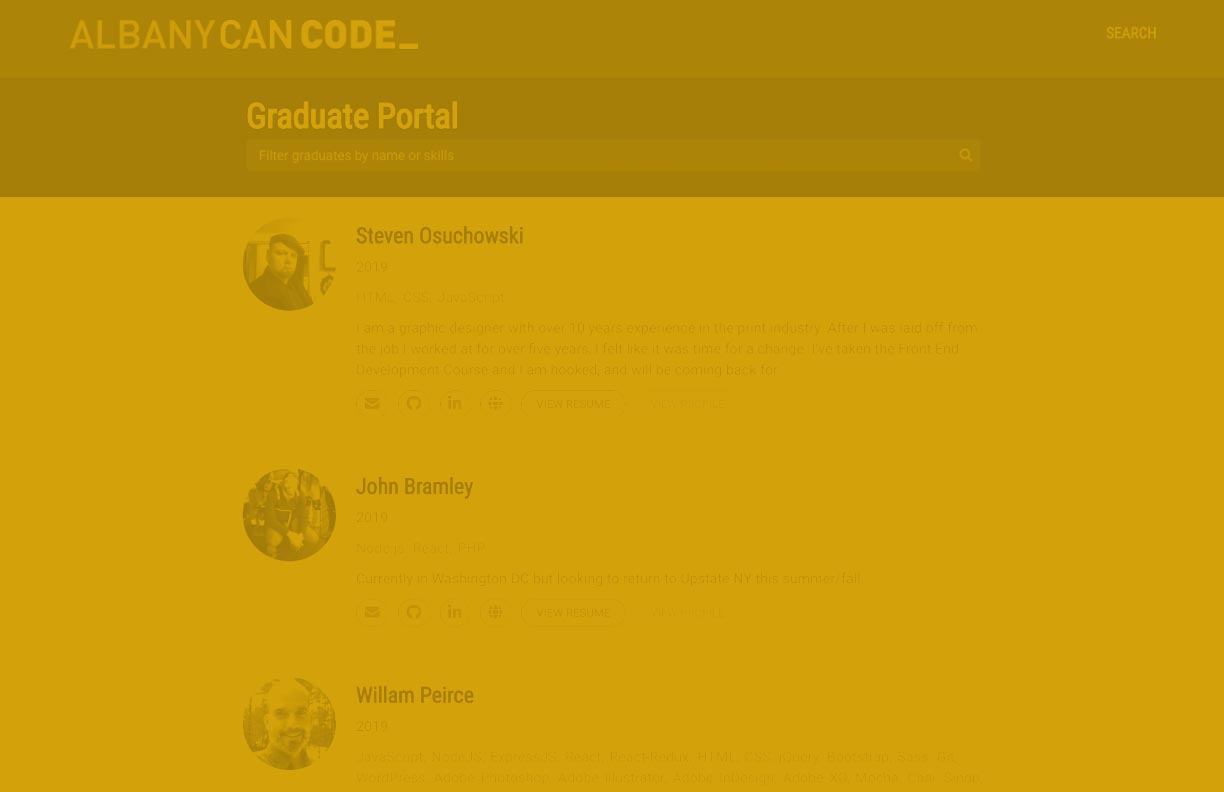 ALBANY CAN CODE_
SEARCH
Graduate Portal
Filter graduates by name or skills
Steven Osuchowski
2019
HTML, CSS, JavaScript
I am a graphic designer with over 10 years experience in the print industry. After I was laid off from
the job I worked at for over five years, I felt like it was time for a change. I've taken the Front End
Development Course and I am hooked, and will be coming back for
VIEW RESUME
VIEW PROFILE
John Bramley
2019
Node.js, React, PHP
Currently in Washington DC but looking to return to Upstate NY this summer/fall.
VIEW RESUME
VIEW PROFILE
Willam Peirce
2019
JavaScript, NodeJS, ExpressJS, React, React-Redux, HTML, CSS, jQuery, Bootstrap, Sass, Git,
WordPress, Adobe Photoshop, Adobe Illustrator, Adobe InDesign, Adobe XD, Mocha, Chai, Sinon,